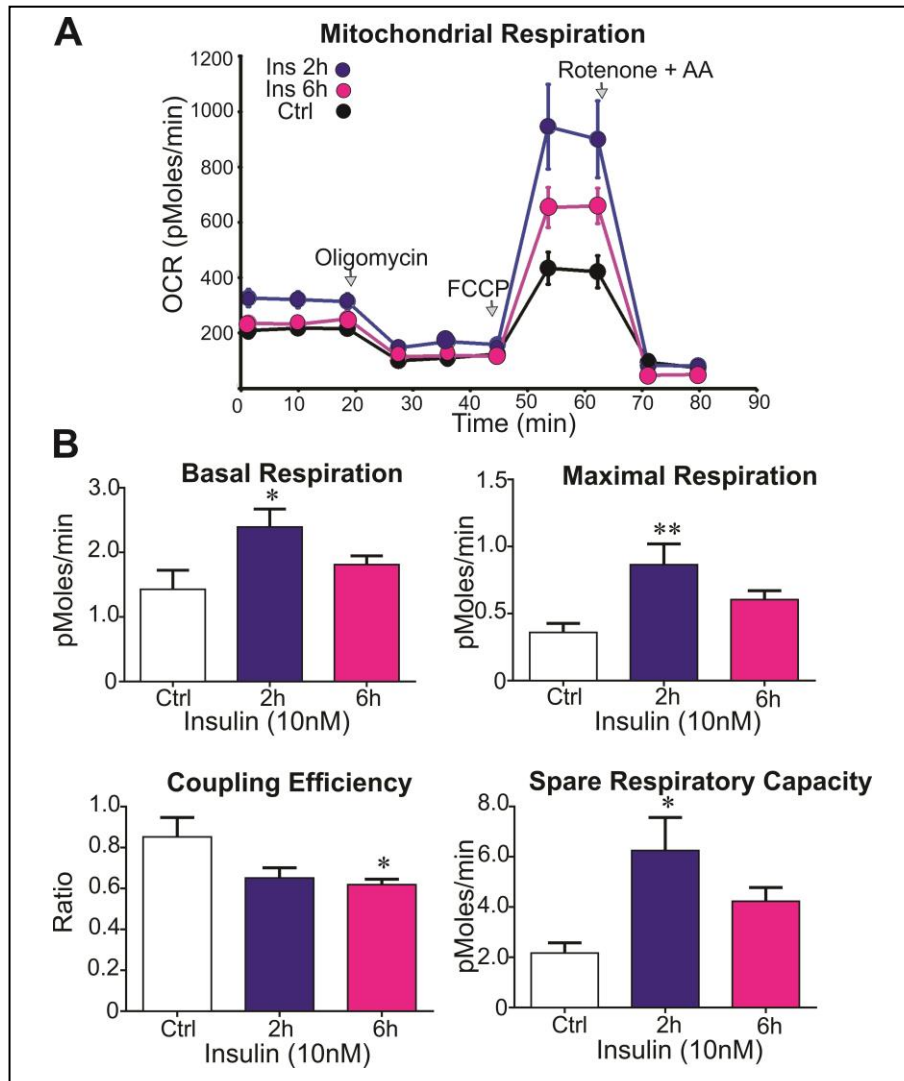 A
Mitochondrial Respiration
1200
1000
800
600
400
200
OCR (pMoles/min)
Ins 2h
Ins 6h
Ctrl
Oligomycin
FCCP
Rotenone + AA
0 10 20 30 40 50 60 70 80 90
Time (min)
B
Basal Respiration
3.0
2.0
1.0
0
pMoles/min
*
Ctrl 2h 6h
Insulin (10nM)
Maximal Respiration
1.5
1.0
0.5
0
pMoles/min
**
Ctrl 2h 6h
Insulin (10nM)
Coupling Efficiency
1.0
0.8
0.6
0.4
0.2
0
Ratio
*
Ctrl 2h 6h
Insulin (10nM)
Spare Respiratory Capacity
8.0
6.0
4.0
2.0
0
pMoles/min
*
Ctrl 2h 6h
Insulin (10nM)